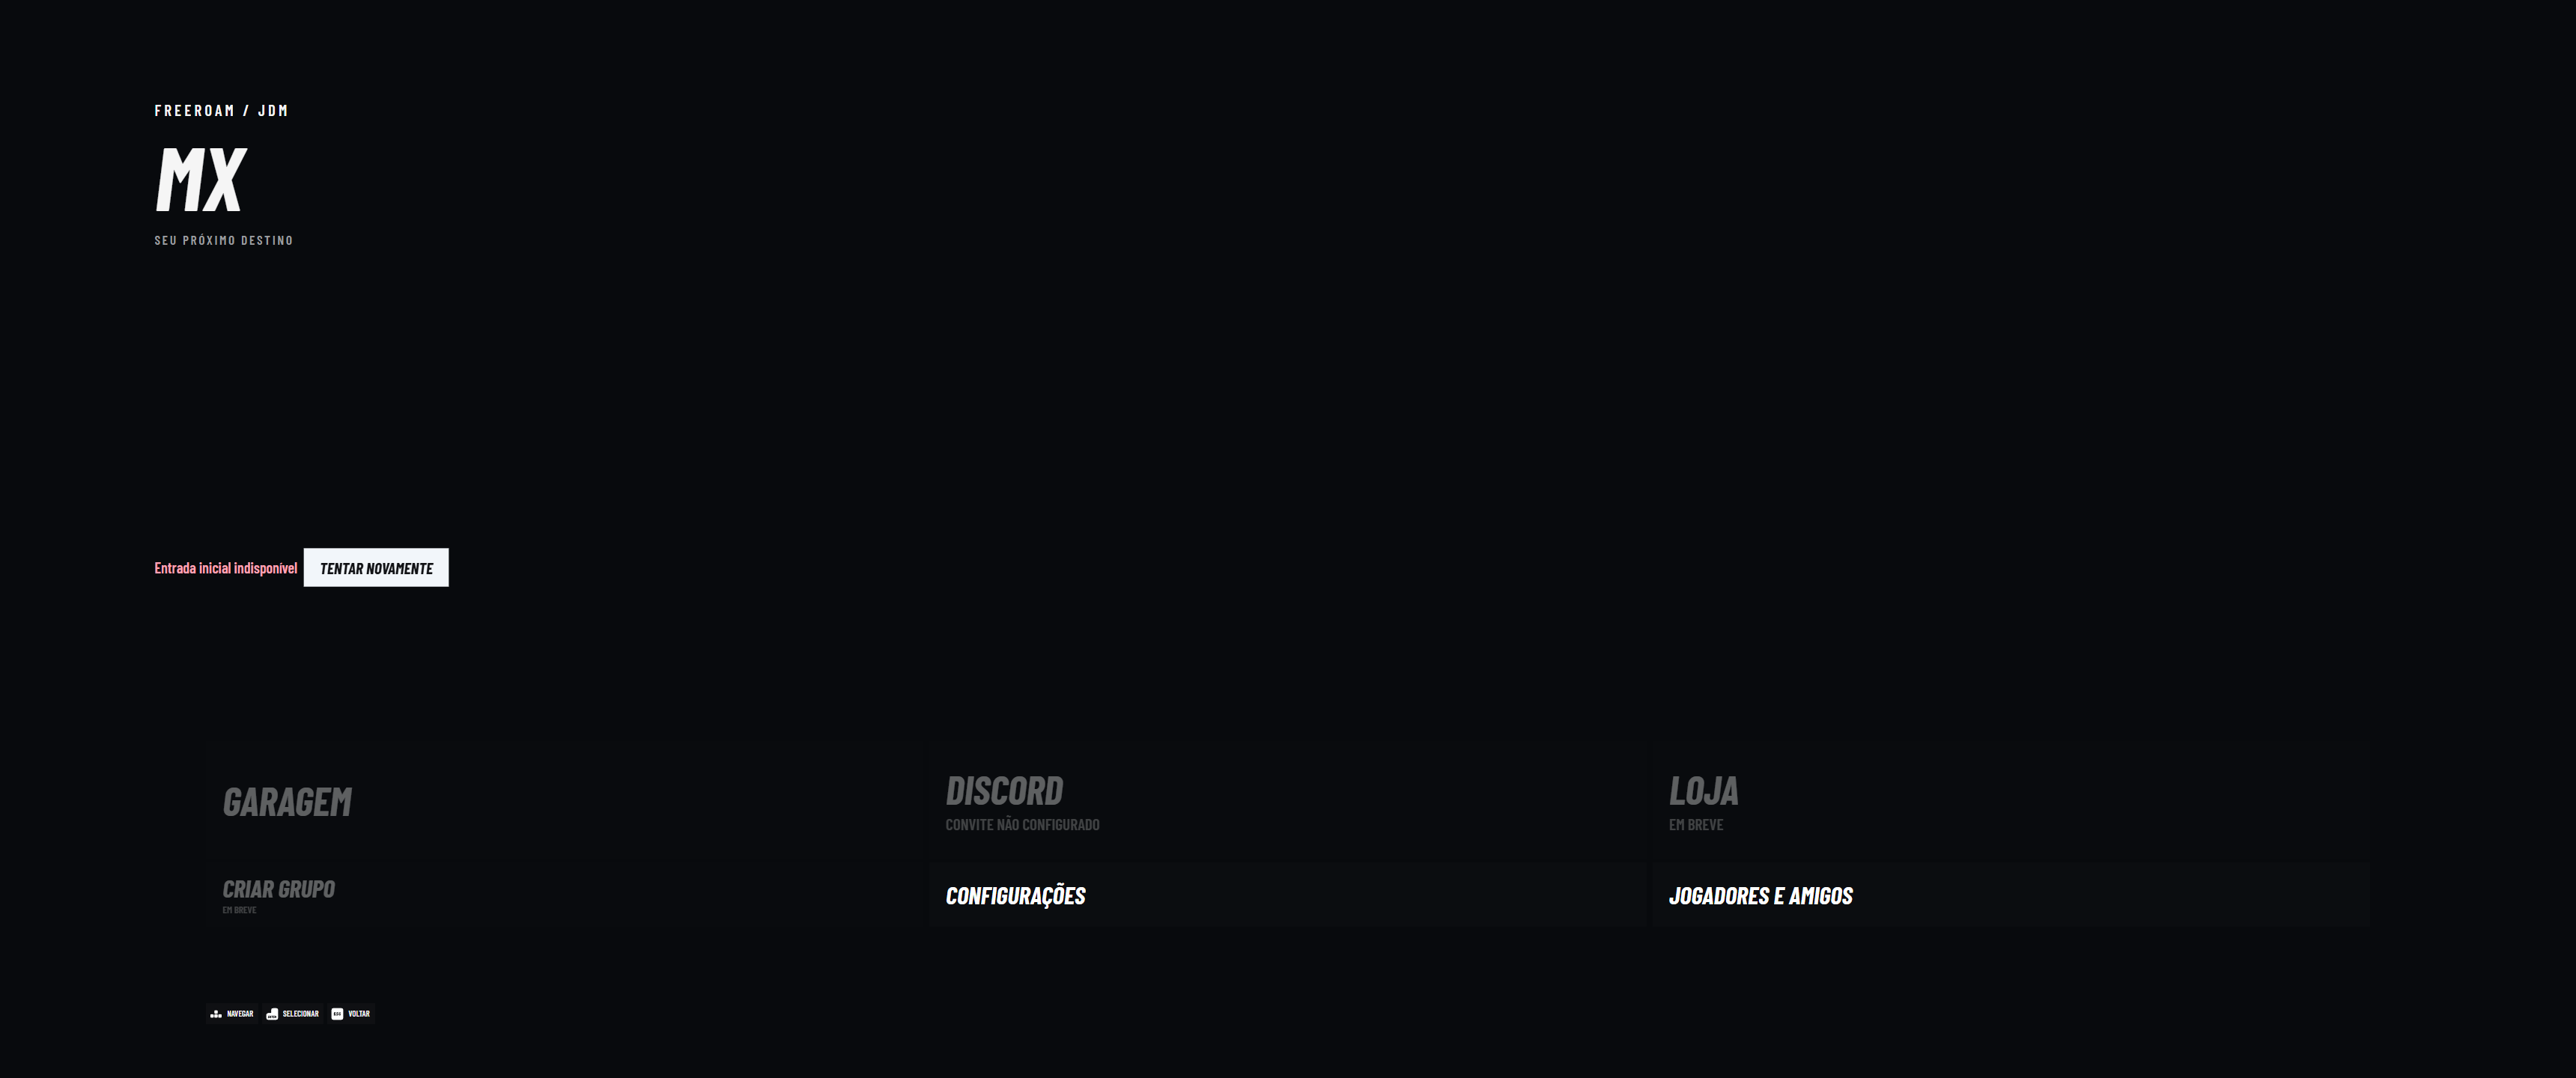 FREEROAM / JDM
MX
SEU PRÓXIMO DESTINO
Entrada inicial indisponível
TENTAR NOVAMENTE
GARAGEM
DISCORD
CONVITE NÃO CONFIGURADO
LOJA
EM BREVE
CRIAR GRUPO
EM BREVE
CONFIGURAÇÕES
JOGADORES E AMIGOS
NAVEGAR
SELECIONAR
ESC VOLTAR